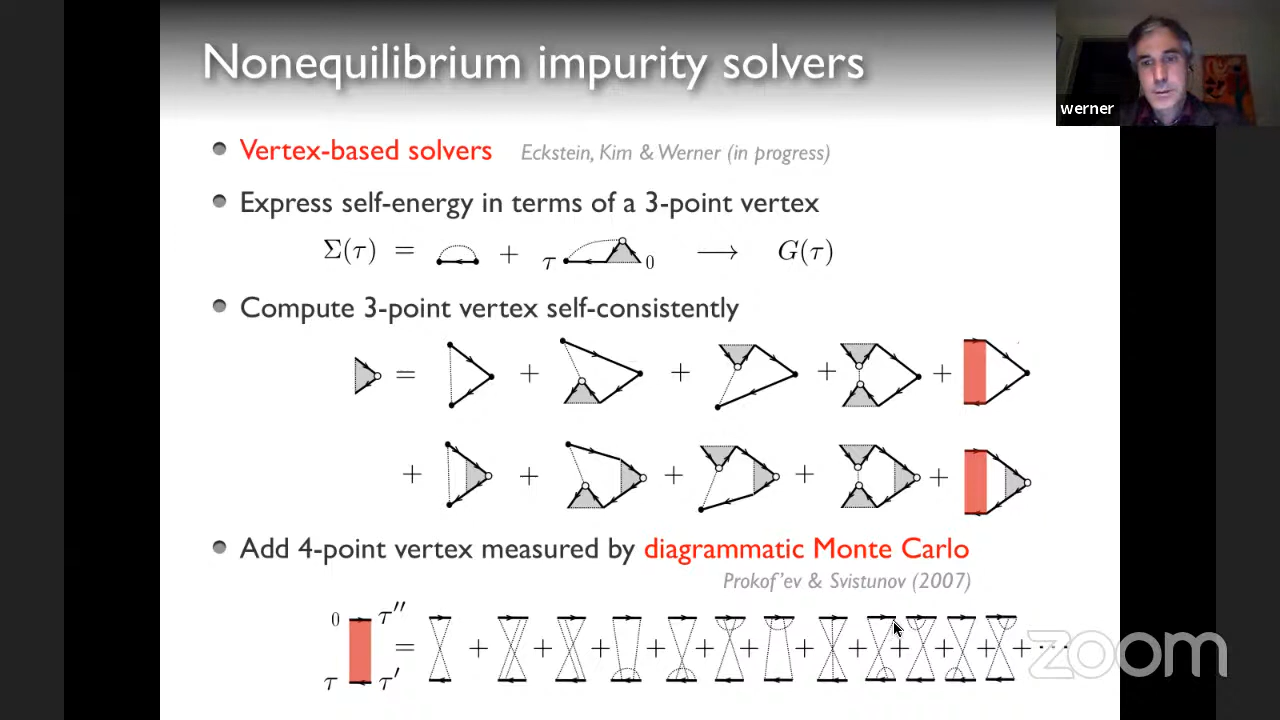 Nonequilibrium impurity solvers
werner
Vertex-based solvers Eckstein, Kim & Werner (in progress)
Express self-energy in terms of a 3-point vertex
Σ(τ) = + τ 0 ⟶ G(τ)
Compute 3-point vertex self-consistently
= + + + +
+ + + + +
Add 4-point vertex measured by diagrammatic Monte Carlo
Prokof'ev & Svistunov (2007)
0 τ′′
= + + + + + + + + + + + ···
τ τ′
zoom